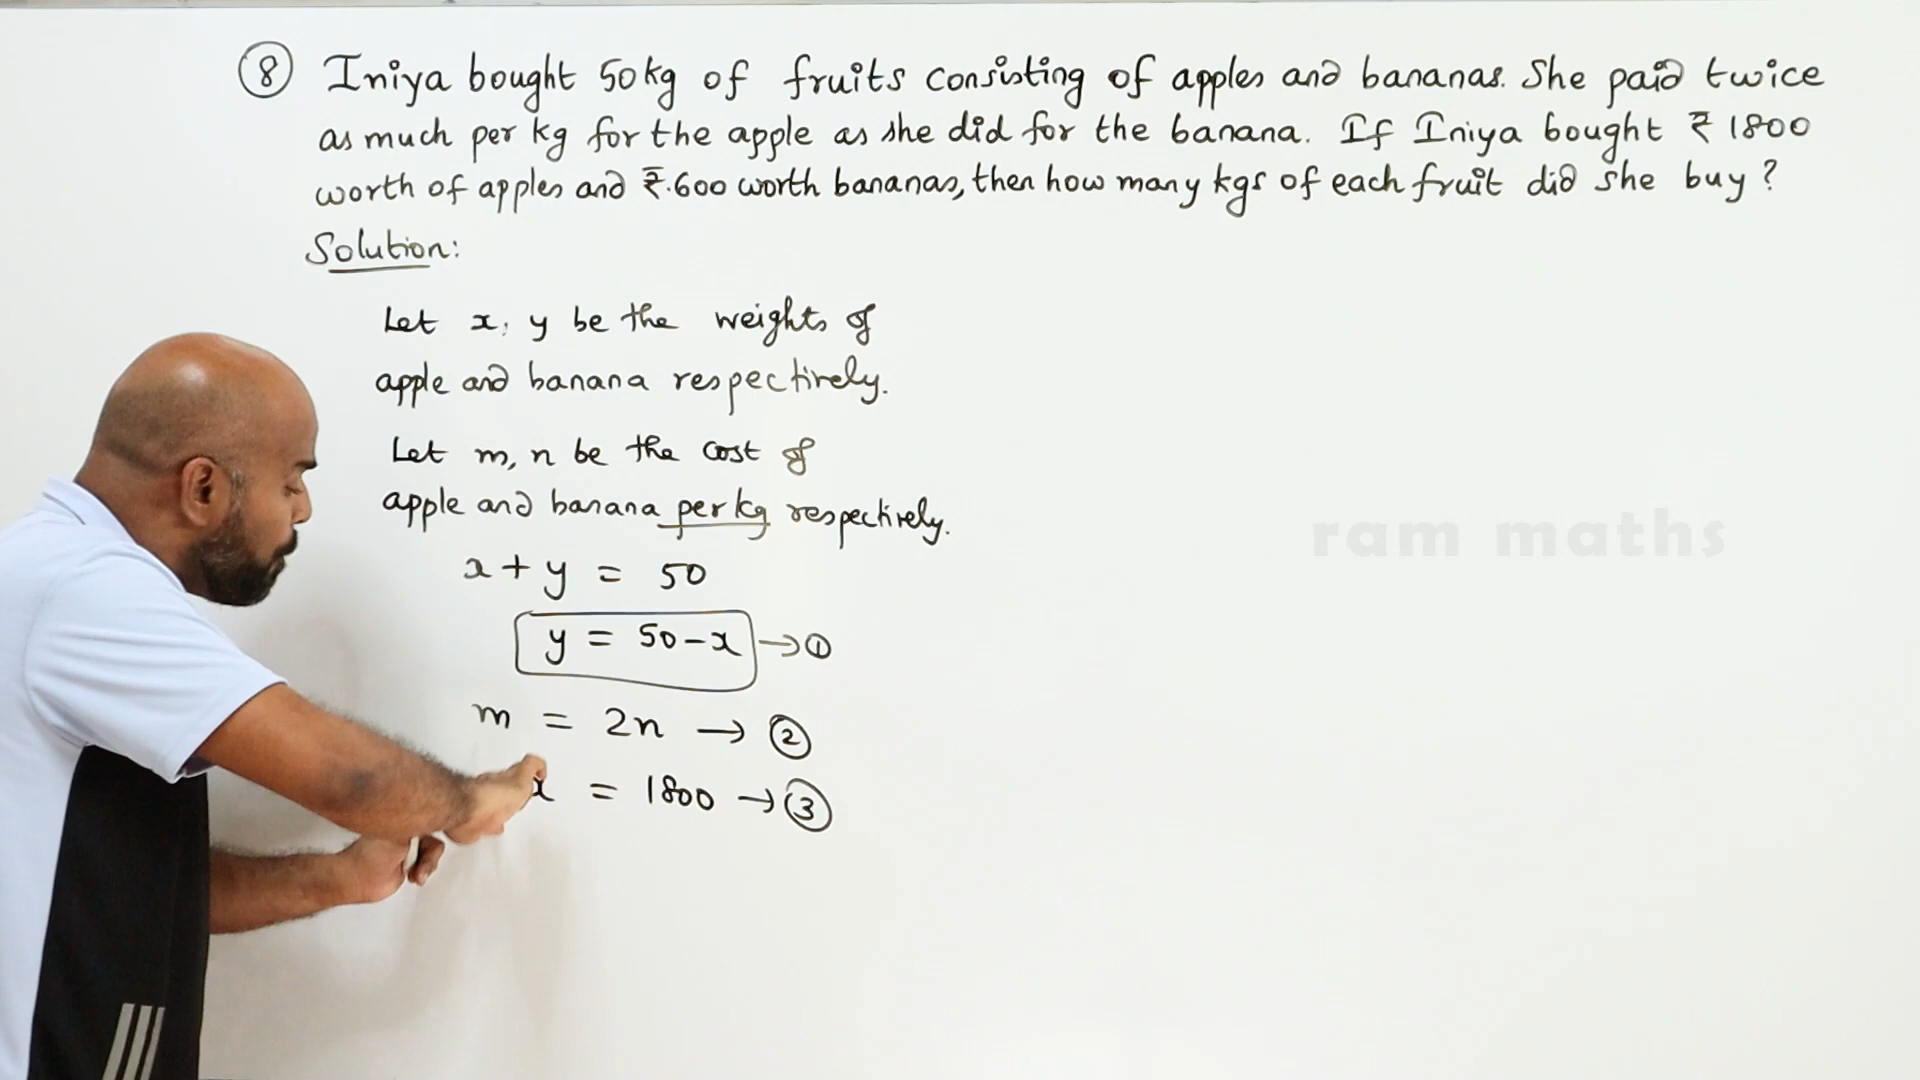 ⑧ Iniya bought 50kg of fruits consisting of apples and bananas. She paid twice
as much per kg for the apple as she did for the banana. If Iniya bought ₹ 1800
worth of apples and ₹.600 worth bananas, then how many kgs of each fruit did she buy?
Solution:
Let x, y be the weights of
apple and banana respectively.
Let m, n be the cost of
apple and banana per kg respectively.
x + y = 50
y = 50 - x → ①
m = 2n → ②
x = 1800 → ③
ram maths